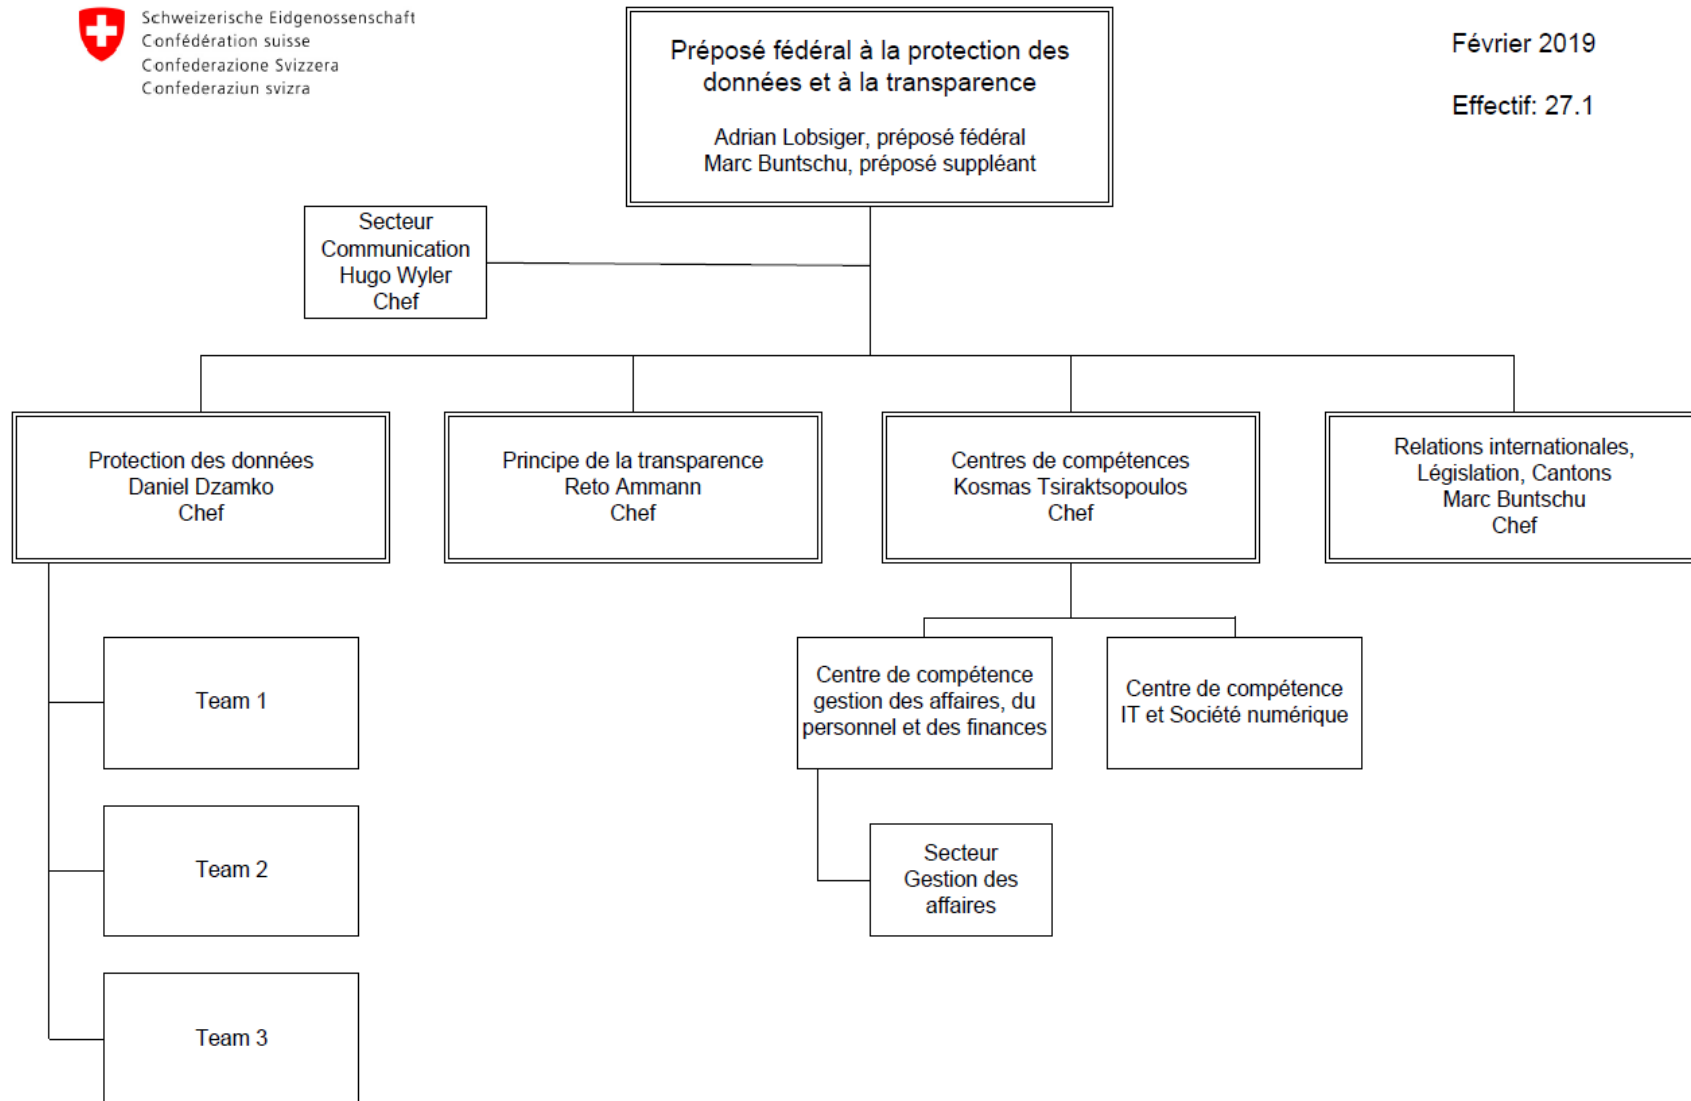 Schweizerische Eidgenossenschaft
Confédération suisse
Confederazione Svizzera
Confederaziun svizra
Préposé fédéral à la protection des
données et à la transparence
Adrian Lobsiger, préposé fédéral
Marc Buntschu, préposé suppléant
Février 2019
Effectif: 27.1
Secteur
Communication
Hugo Wyler
Chef
Protection des données
Daniel Dzamko
Chef
Principe de la transparence
Reto Ammann
Chef
Centres de compétences
Kosmas Tsiraktsopoulos
Chef
Relations internationales,
Législation, Cantons
Marc Buntschu
Chef
Team 1
Team 2
Team 3
Centre de compétence
gestion des affaires, du
personnel et des finances
Centre de compétence
IT et Société numérique
Secteur
Gestion des
affaires